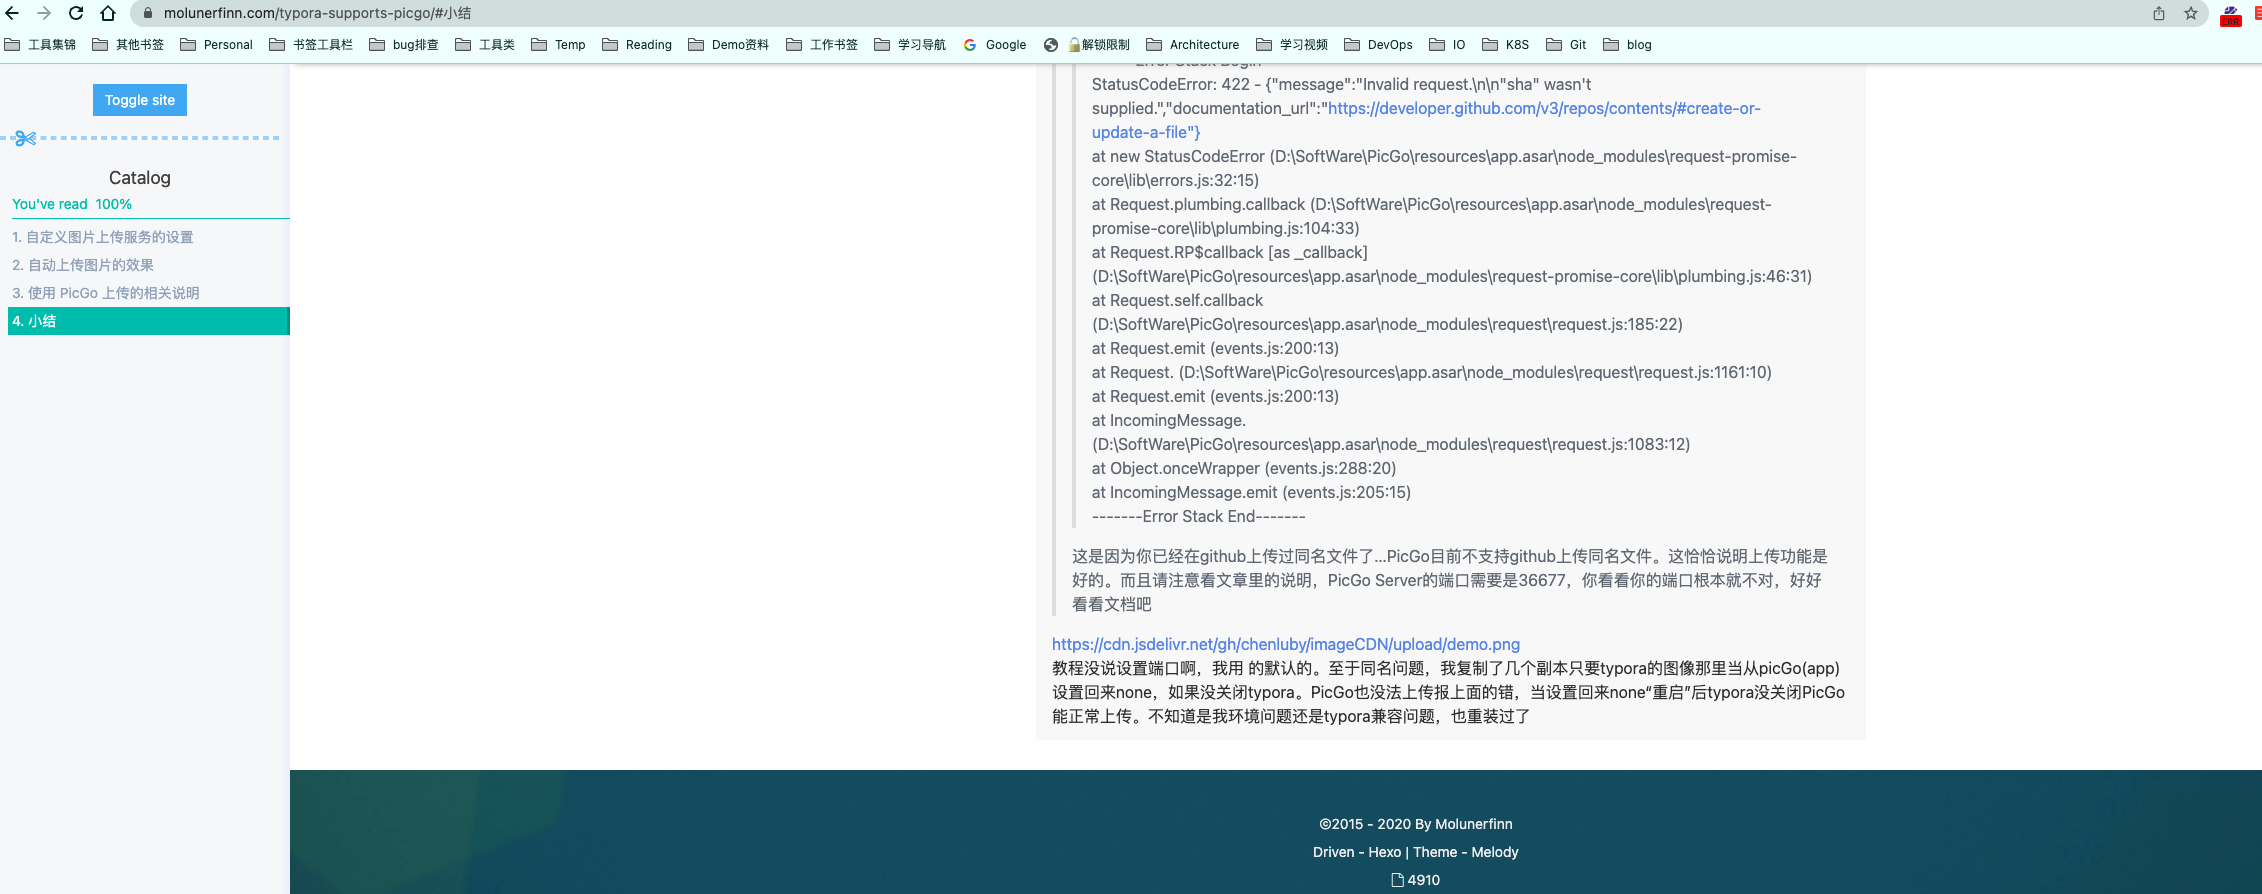 molunerfinn.com/typora-supports-picgo/#小结
ERR
工具集锦 其他书签 Personal 书签工具栏 bug排查 工具类 Temp Reading Demo资料 工作书签 学习导航 Google 🔓解锁限制 Architecture 学习视频 DevOps IO K8S Git blog
Toggle site
Catalog
You've read 100%
1. 自定义图片上传服务的设置
2. 自动上传图片的效果
3. 使用 PicGo 上传的相关说明
4. 小结
Error Stack Begin
StatusCodeError: 422 - {"message":"Invalid request.\n\n"sha" wasn't
supplied.","documentation_url":"https://developer.github.com/v3/repos/contents/#create-or-
update-a-file"}
at new StatusCodeError (D:\SoftWare\PicGo\resources\app.asar\node_modules\request-promise-
core\lib\errors.js:32:15)
at Request.plumbing.callback (D:\SoftWare\PicGo\resources\app.asar\node_modules\request-
promise-core\lib\plumbing.js:104:33)
at Request.RP$callback [as _callback]
(D:\SoftWare\PicGo\resources\app.asar\node_modules\request-promise-core\lib\plumbing.js:46:31)
at Request.self.callback
(D:\SoftWare\PicGo\resources\app.asar\node_modules\request\request.js:185:22)
at Request.emit (events.js:200:13)
at Request. (D:\SoftWare\PicGo\resources\app.asar\node_modules\request\request.js:1161:10)
at Request.emit (events.js:200:13)
at IncomingMessage.
(D:\SoftWare\PicGo\resources\app.asar\node_modules\request\request.js:1083:12)
at Object.onceWrapper (events.js:288:20)
at IncomingMessage.emit (events.js:205:15)
-------Error Stack End-------
这是因为你已经在github上传过同名文件了...PicGo目前不支持github上传同名文件。这恰恰说明上传功能是
好的。而且请注意看文章里的说明，PicGo Server的端口需要是36677，你看看你的端口根本就不对，好好
看看文档吧
https://cdn.jsdelivr.net/gh/chenluby/imageCDN/upload/demo.png
教程没说设置端口啊，我用 的默认的。至于同名问题，我复制了几个副本只要typora的图像那里当从picGo(app)
设置回来none，如果没关闭typora。PicGo也没法上传报上面的错，当设置回来none“重启”后typora没关闭PicGo
能正常上传。不知道是我环境问题还是typora兼容问题，也重装过了
©2015 - 2020 By Molunerfinn
Driven - Hexo | Theme - Melody
4910